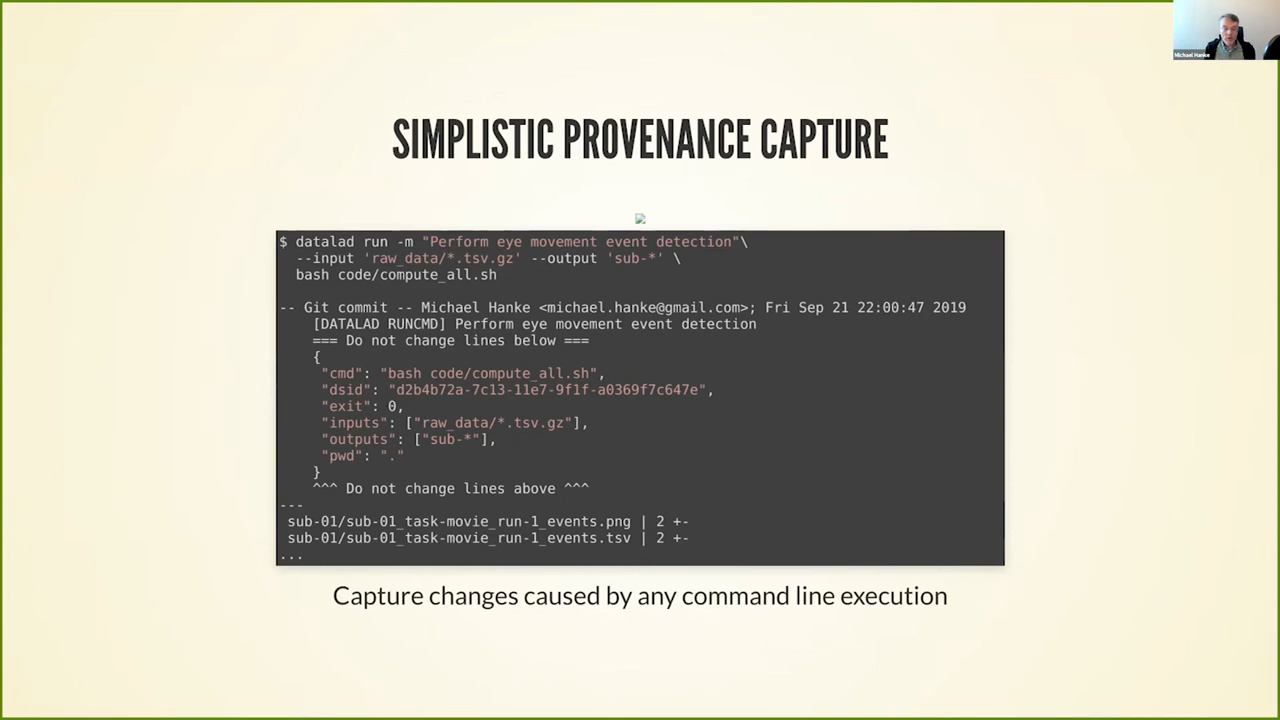 Michael Hanke
SIMPLISTIC PROVENANCE CAPTURE
$ datalad run -m "Perform eye movement event detection"\
--input 'raw_data/*.tsv.gz' --output 'sub-*' \
bash code/compute_all.sh
-- Git commit -- Michael Hanke <michael.hanke@gmail.com>; Fri Sep 21 22:00:47 2019
[DATALAD RUNCMD] Perform eye movement event detection
=== Do not change lines below ===
{
"cmd": "bash code/compute_all.sh",
"dsid": "d2b4b72a-7c13-11e7-9f1f-a0369f7c647e",
"exit": 0,
"inputs": ["raw_data/*.tsv.gz"],
"outputs": ["sub-*"],
"pwd": "."
}
^^^ Do not change lines above ^^^
---
sub-01/sub-01_task-movie_run-1_events.png | 2 +-
sub-01/sub-01_task-movie_run-1_events.tsv | 2 +-
...
Capture changes caused by any command line execution